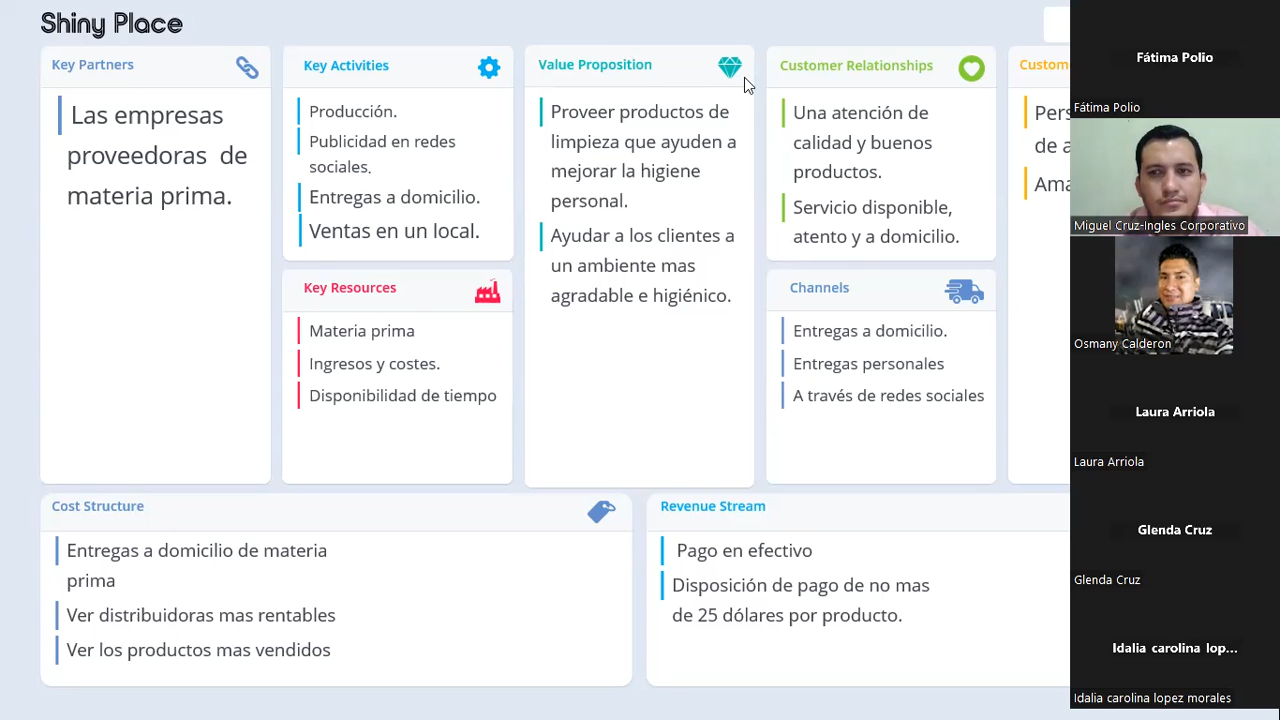 Shiny Place
Key Partners
Las empresas
proveedoras de
materia prima.
Key Activities
Producción.
Publicidad en redes
sociales.
Entregas a domicilio.
Ventas en un local.
Key Resources
Materia prima
Ingresos y costes.
Disponibilidad de tiempo
Value Proposition
Proveer productos de
limpieza que ayuden a
mejorar la higiene
personal.
Ayudar a los clientes a
un ambiente mas
agradable e higiénico.
Customer Relationships
Una atención de
calidad y buenos
productos.
Servicio disponible,
atento y a domicilio.
Channels
Entregas a domicilio.
Entregas personales
A través de redes sociales
Custom
Pers
de a
Ama
Cost Structure
Entregas a domicilio de materia
prima
Ver distribuidoras mas rentables
Ver los productos mas vendidos
Revenue Stream
Pago en efectivo
Disposición de pago de no mas
de 25 dólares por producto.
Fátima Polio
Fátima Polio
Miguel Cruz-Ingles Corporativo
Osmany Calderon
Laura Arriola
Laura Arriola
Glenda Cruz
Glenda Cruz
Idalia carolina lop...
Idalia carolina lopez morales